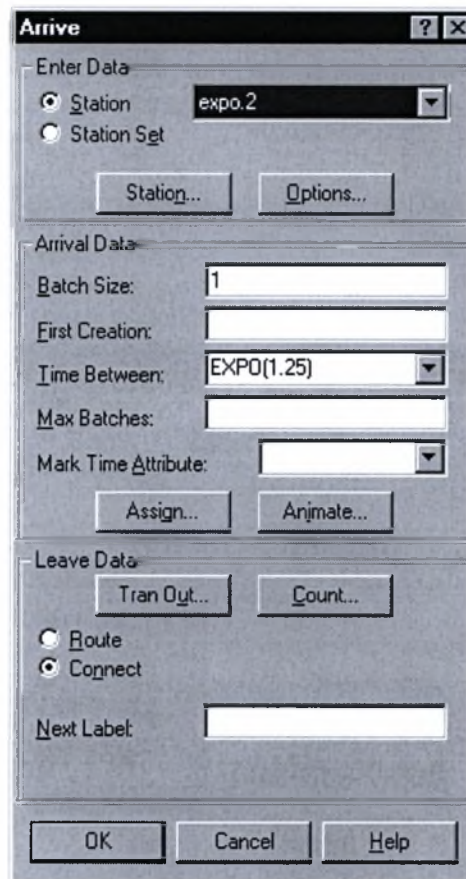 Arrive ? X
Enter Data
Station expo.2
Station Set
Station... Options...
Arrival Data
Batch Size: 1
First Creation:
Time Between: EXPO(1.25)
Max Batches:
Mark Time Attribute:
Assign... Animate...
Leave Data
Tran Out... Count...
Route
Connect
Next Label:
OK Cancel Help